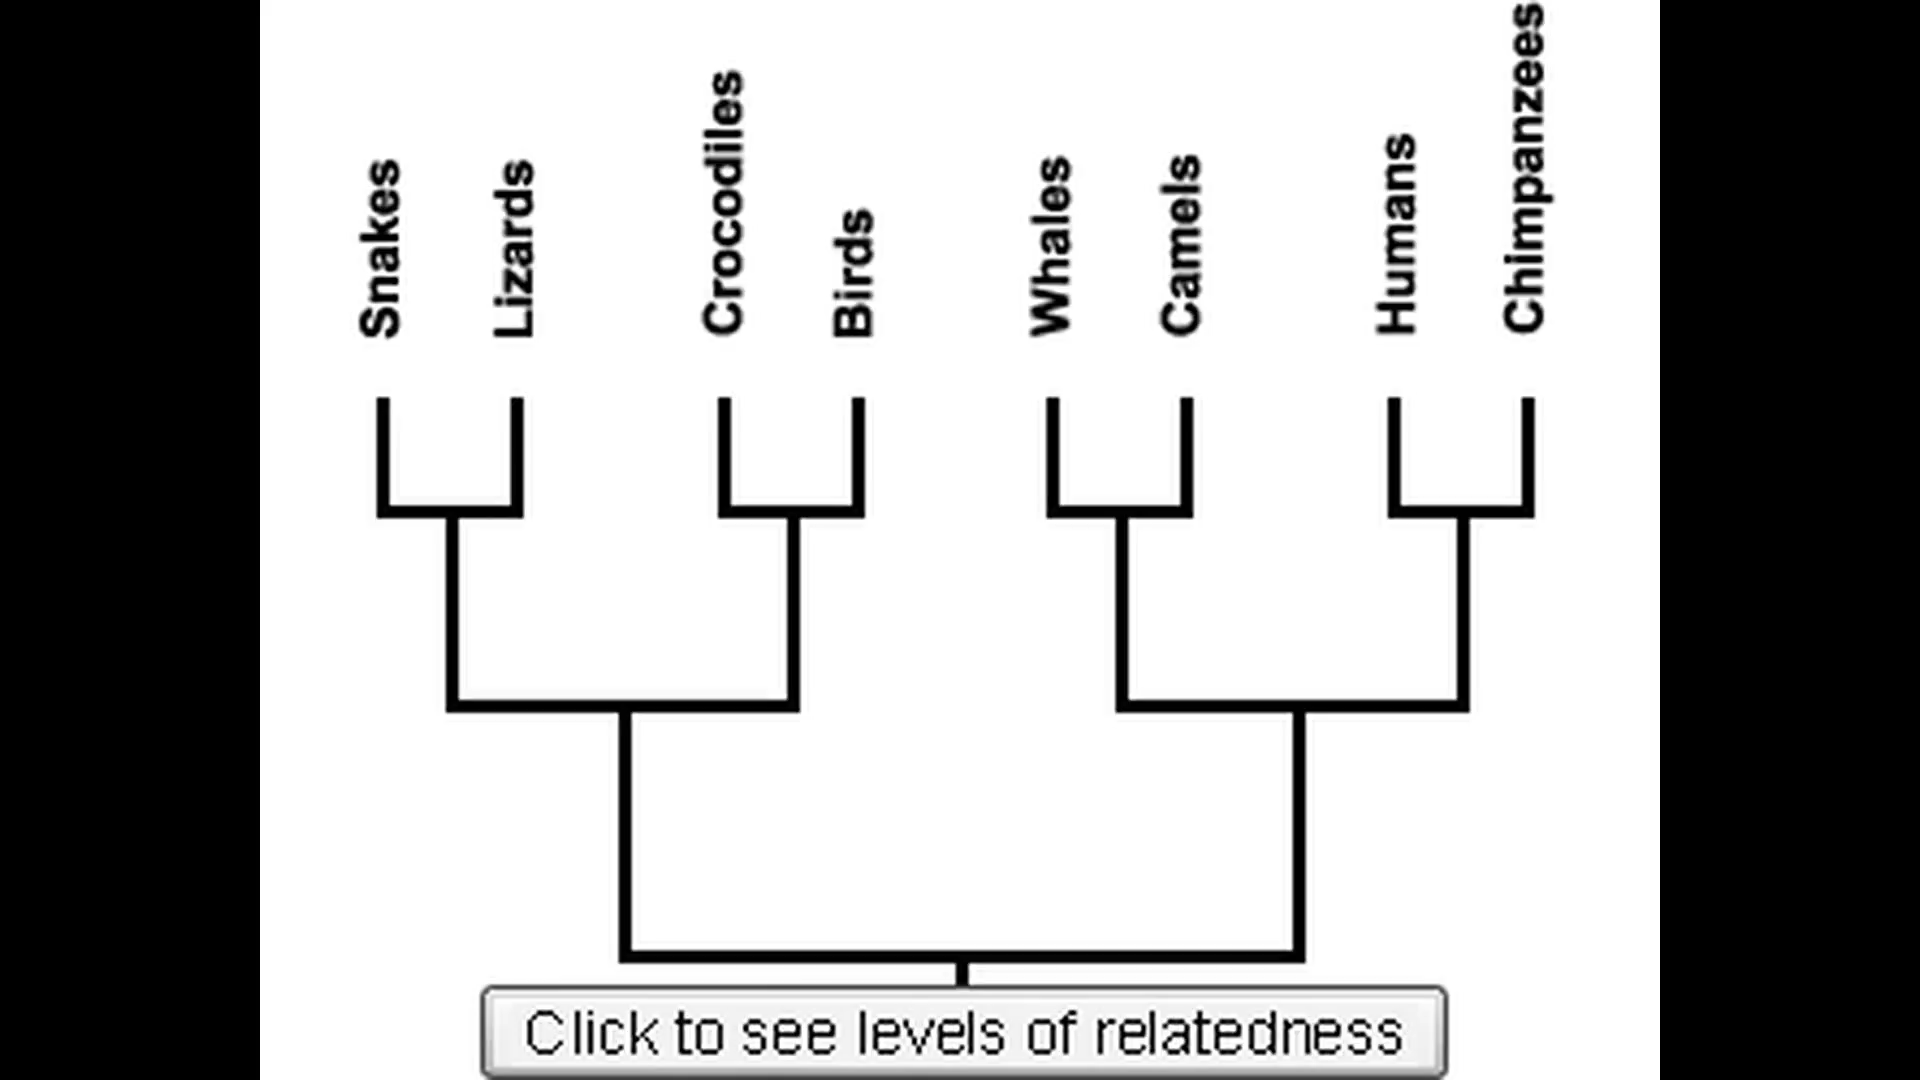 Snakes
Lizards
Crocodiles
Birds
Whales
Camels
Humans
Chimpanzees
Click to see levels of relatedness